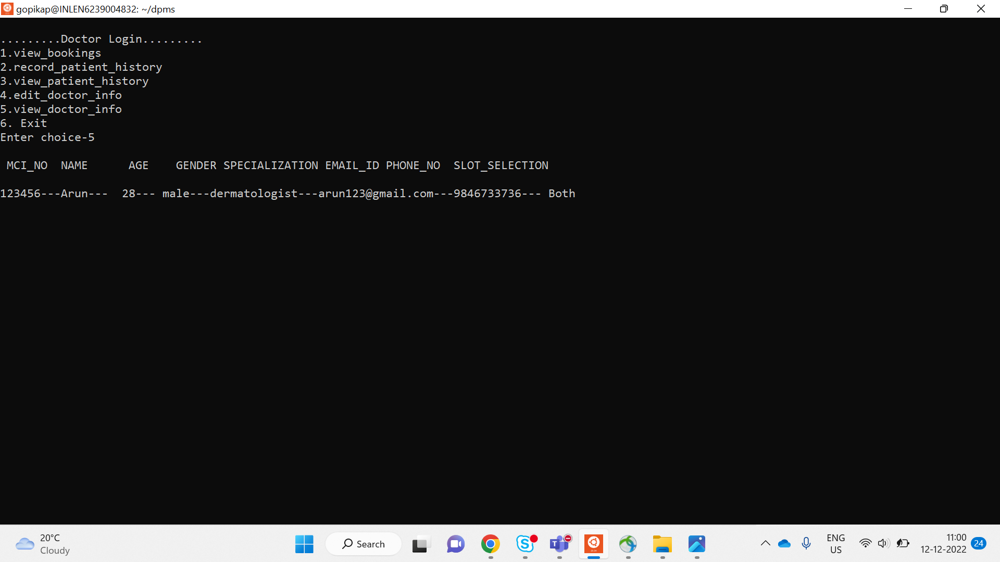 gopikap@INLEN6239004832: ~/dpms
.........Doctor Login.........
1.view_bookings
2.record_patient_history
3.view_patient_history
4.edit_doctor_info
5.view_doctor_info
6. Exit
Enter choice-5
MCI_NO  NAME      AGE    GENDER SPECIALIZATION EMAIL_ID PHONE_NO  SLOT_SELECTION
123456---Arun---  28--- male---dermatologist---arun123@gmail.com---9846733736--- Both
20°C
Cloudy
Search
ENG
US
11:00
12-12-2022
24